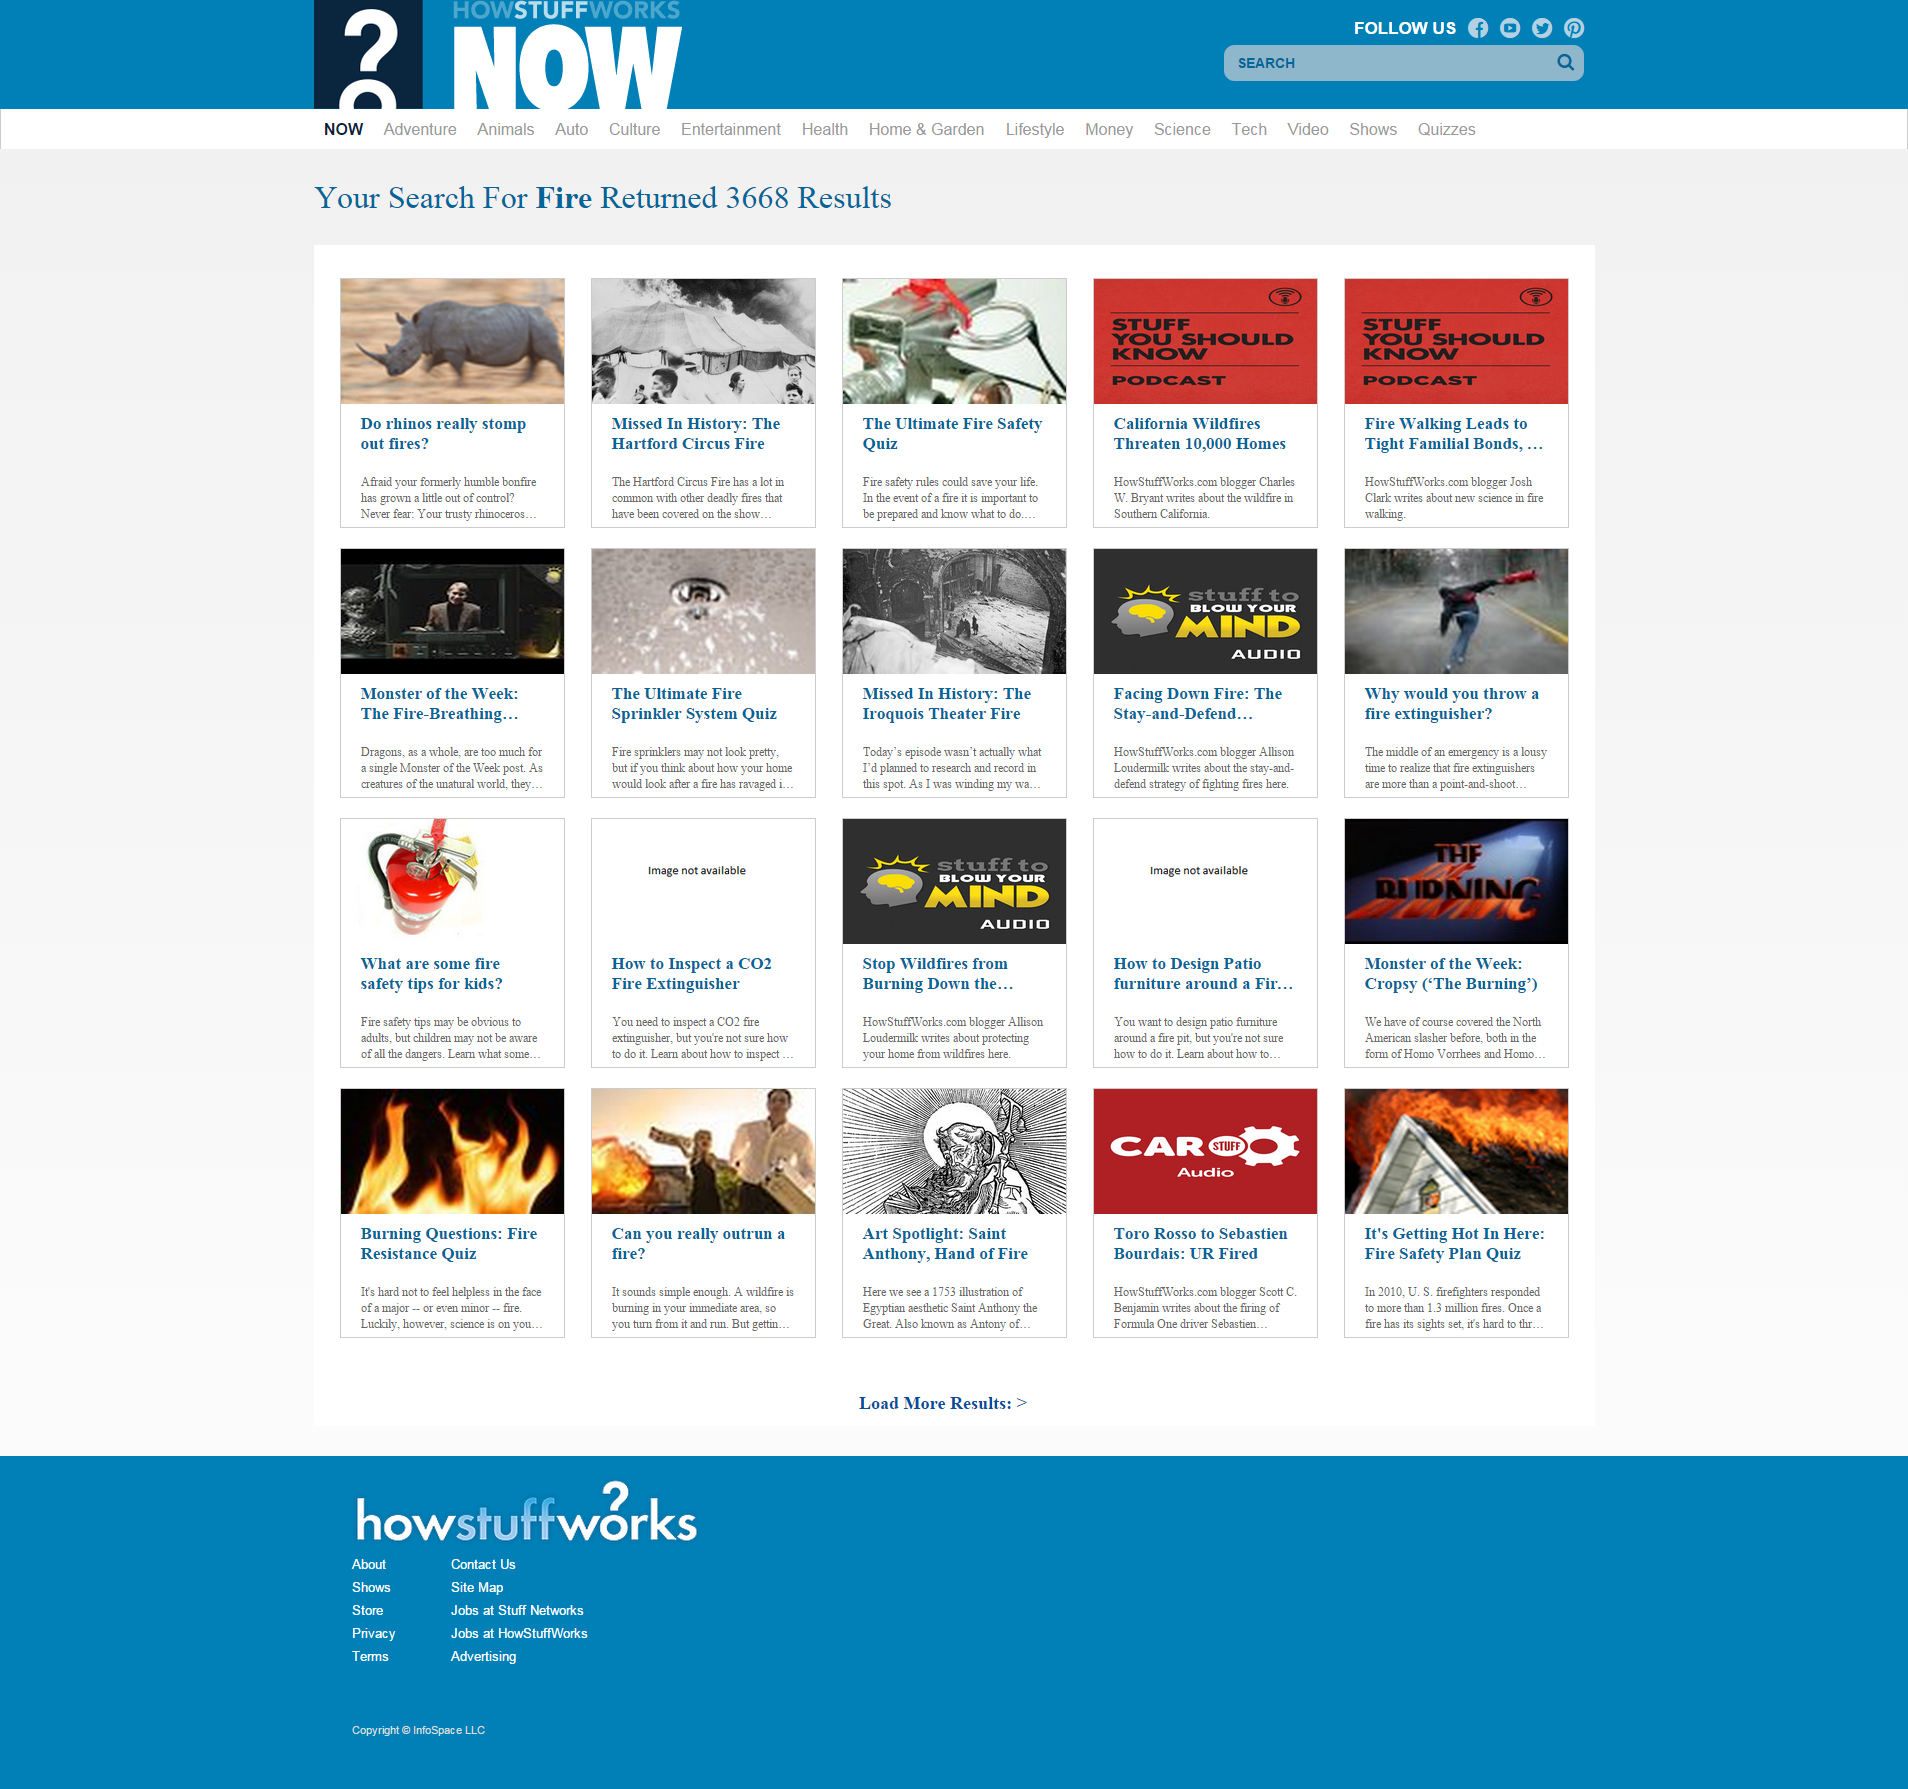 HOWSTUFFWORKS
NOW
FOLLOW US
SEARCH
NOW Adventure Animals Auto Culture Entertainment Health Home & Garden Lifestyle Money Science Tech Video Shows Quizzes
Your Search For Fire Returned 3668 Results
Do rhinos really stomp
out fires?
Afraid your formerly humble bonfire
has grown a little out of control?
Never fear: Your trusty rhinoceros…
Missed In History: The
Hartford Circus Fire
The Hartford Circus Fire has a lot in
common with other deadly fires that
have been covered on the show…
The Ultimate Fire Safety
Quiz
Fire safety rules could save your life.
In the event of a fire it is important to
be prepared and know what to do.…
STUFF
YOU SHOULD
KNOW
PODCAST
California Wildfires
Threaten 10,000 Homes
HowStuffWorks.com blogger Charles
W. Bryant writes about the wildfire in
Southern California.
STUFF
YOU SHOULD
KNOW
PODCAST
Fire Walking Leads to
Tight Familial Bonds, …
HowStuffWorks.com blogger Josh
Clark writes about new science in fire
walking.
Monster of the Week:
The Fire-Breathing…
Dragons, as a whole, are too much for
a single Monster of the Week post. As
creatures of the unatural world, they…
The Ultimate Fire
Sprinkler System Quiz
Fire sprinklers may not look pretty,
but if you think about how your home
would look after a fire has ravaged i…
Missed In History: The
Iroquois Theater Fire
Today’s episode wasn’t actually what
I’d planned to research and record in
this spot. As I was winding my wa…
stuff to
BLOW YOUR
MIND
AUDIO
Facing Down Fire: The
Stay-and-Defend…
HowStuffWorks.com blogger Allison
Loudermilk writes about the stay-and-
defend strategy of fighting fires here.
Why would you throw a
fire extinguisher?
The middle of an emergency is a lousy
time to realize that fire extinguishers
are more than a point-and-shoot…
What are some fire
safety tips for kids?
Fire safety tips may be obvious to
adults, but children may not be aware
of all the dangers. Learn what some…
Image not available
How to Inspect a CO2
Fire Extinguisher
You need to inspect a CO2 fire
extinguisher, but you're not sure how
to do it. Learn about how to inspect …
stuff to
BLOW YOUR
MIND
AUDIO
Stop Wildfires from
Burning Down the…
HowStuffWorks.com blogger Allison
Loudermilk writes about protecting
your home from wildfires here.
Image not available
How to Design Patio
furniture around a Fir…
You want to design patio furniture
around a fire pit, but you're not sure
how to do it. Learn about how to…
THE
BURNING
Monster of the Week:
Cropsy (‘The Burning’)
We have of course covered the North
American slasher before, both in the
form of Homo Vorrhees and Homo…
Burning Questions: Fire
Resistance Quiz
It's hard not to feel helpless in the face
of a major -- or even minor -- fire.
Luckily, however, science is on you…
Can you really outrun a
fire?
It sounds simple enough. A wildfire is
burning in your immediate area, so
you turn from it and run. But gettin…
Art Spotlight: Saint
Anthony, Hand of Fire
Here we see a 1753 illustration of
Egyptian aesthetic Saint Anthony the
Great. Also known as Antony of…
CAR STUFF
Audio
Toro Rosso to Sebastien
Bourdais: UR Fired
HowStuffWorks.com blogger Scott C.
Benjamin writes about the firing of
Formula One driver Sebastien…
It's Getting Hot In Here:
Fire Safety Plan Quiz
In 2010, U. S. firefighters responded
to more than 1.3 million fires. Once a
fire has its sights set, it's hard to thr…
Load More Results: >
howstuffworks
About
Shows
Store
Privacy
Terms
Contact Us
Site Map
Jobs at Stuff Networks
Jobs at HowStuffWorks
Advertising
Copyright © InfoSpace LLC